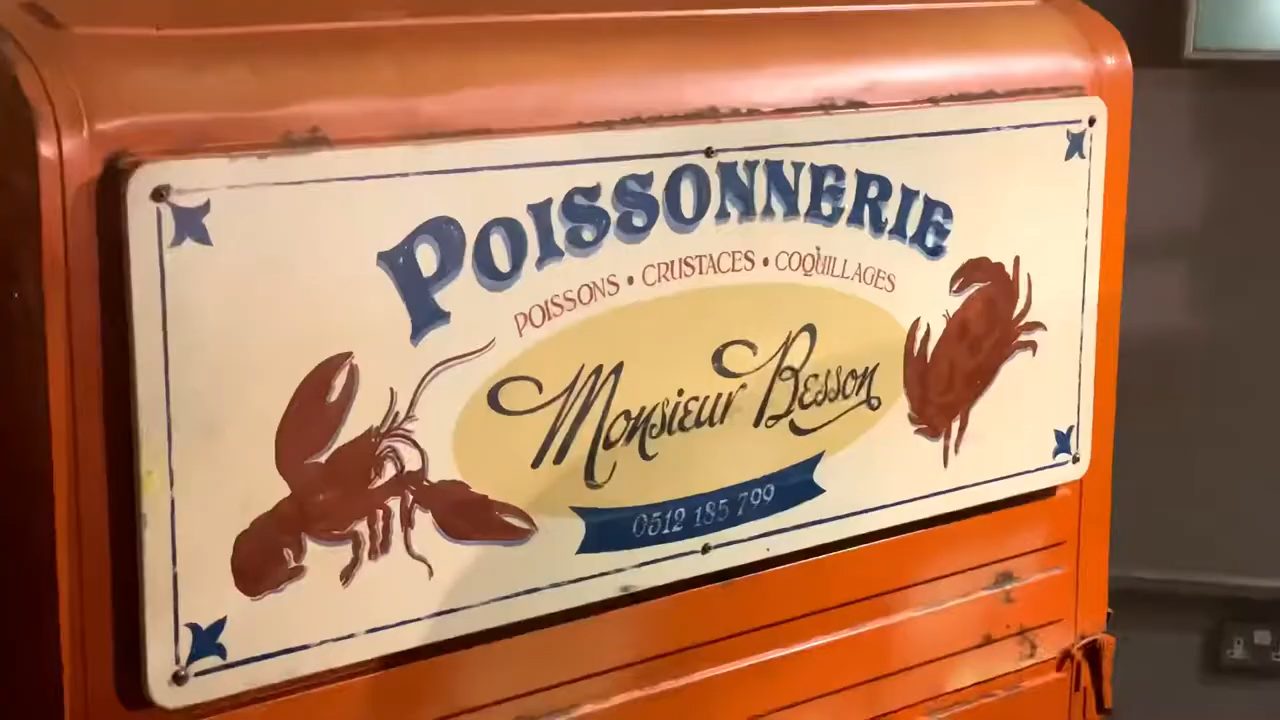 POISSONNERIE
POISSONS • CRUSTACES • COQUILLAGES
Monsieur Besson
0512 185 799